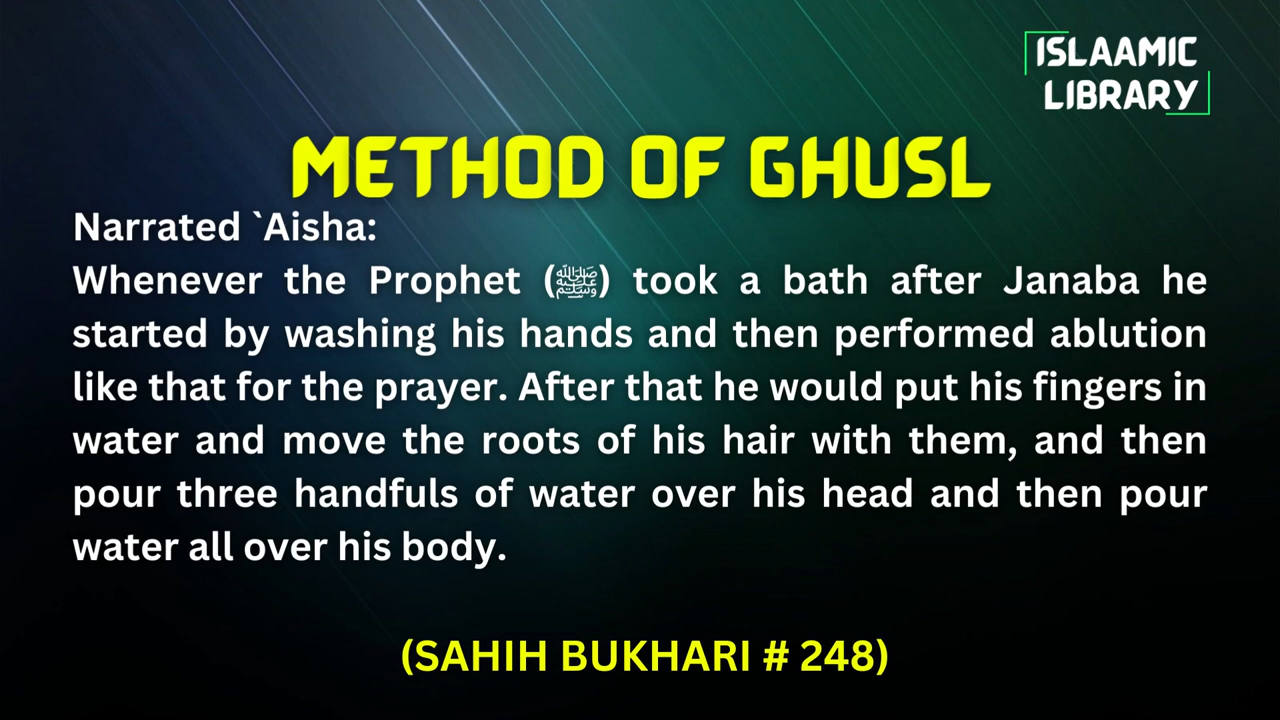 ISLAAMIC
LIBRARY
METHOD OF GHUSL
Narrated `Aisha:
Whenever the Prophet (ﷺ) took a bath after Janaba he
started by washing his hands and then performed ablution
like that for the prayer. After that he would put his fingers in
water and move the roots of his hair with them, and then
pour three handfuls of water over his head and then pour
water all over his body.
(SAHIH BUKHARI # 248)